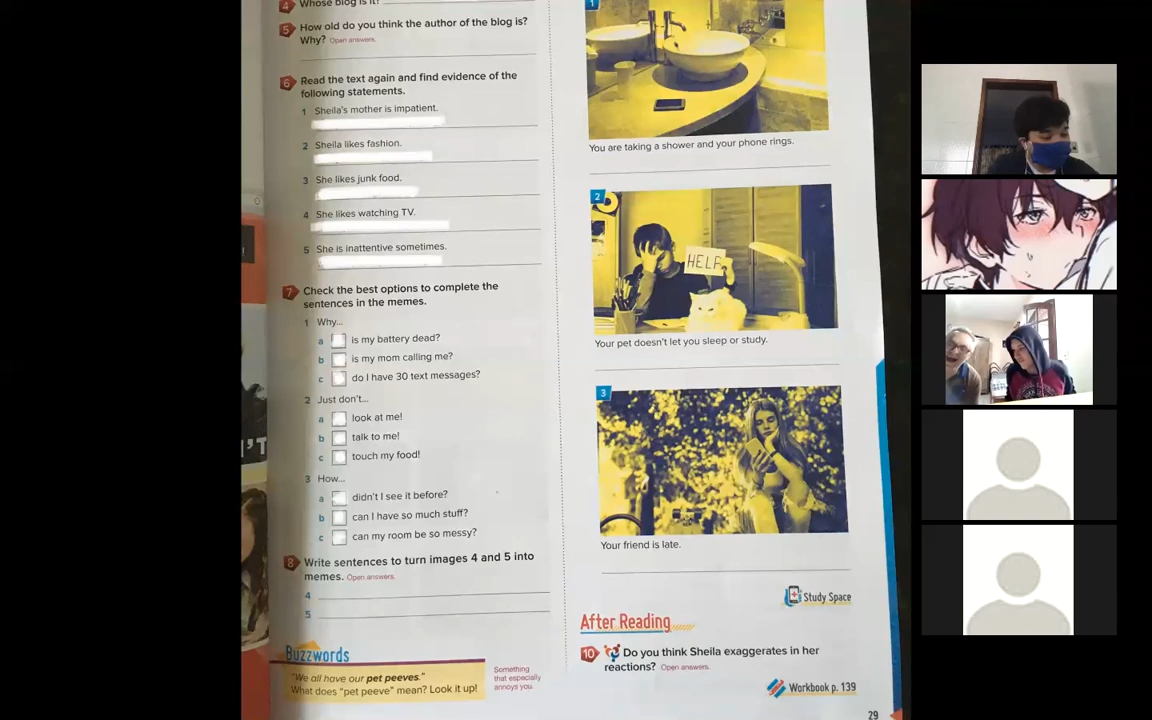 4 Whose blog is it?
5 How old do you think the author of the blog is?
Why? Open answers.
6 Read the text again and find evidence of the
following statements.
1 Sheila's mother is impatient.
2 Sheila likes fashion.
3 She likes junk food.
4 She likes watching TV.
5 She is inattentive sometimes.
7 Check the best options to complete the
sentences in the memes.
1 Why...
a is my battery dead?
b is my mom calling me?
c do I have 30 text messages?
2 Just don't...
a look at me!
b talk to me!
c touch my food!
3 How...
a didn't I see it before?
b can I have so much stuff?
c can my room be so messy?
8 Write sentences to turn images 4 and 5 into
memes. Open answers.
4
5
Buzzwords
"We all have our pet peeves."
What does "pet peeve" mean? Look it up!
Something
that especially
annoys you.
1
You are taking a shower and your phone rings.
2
HELP
Your pet doesn't let you sleep or study.
3
Your friend is late.
Study Space
After Reading
10 Do you think Sheila exaggerates in her
reactions? Open answers.
Workbook p. 139
29